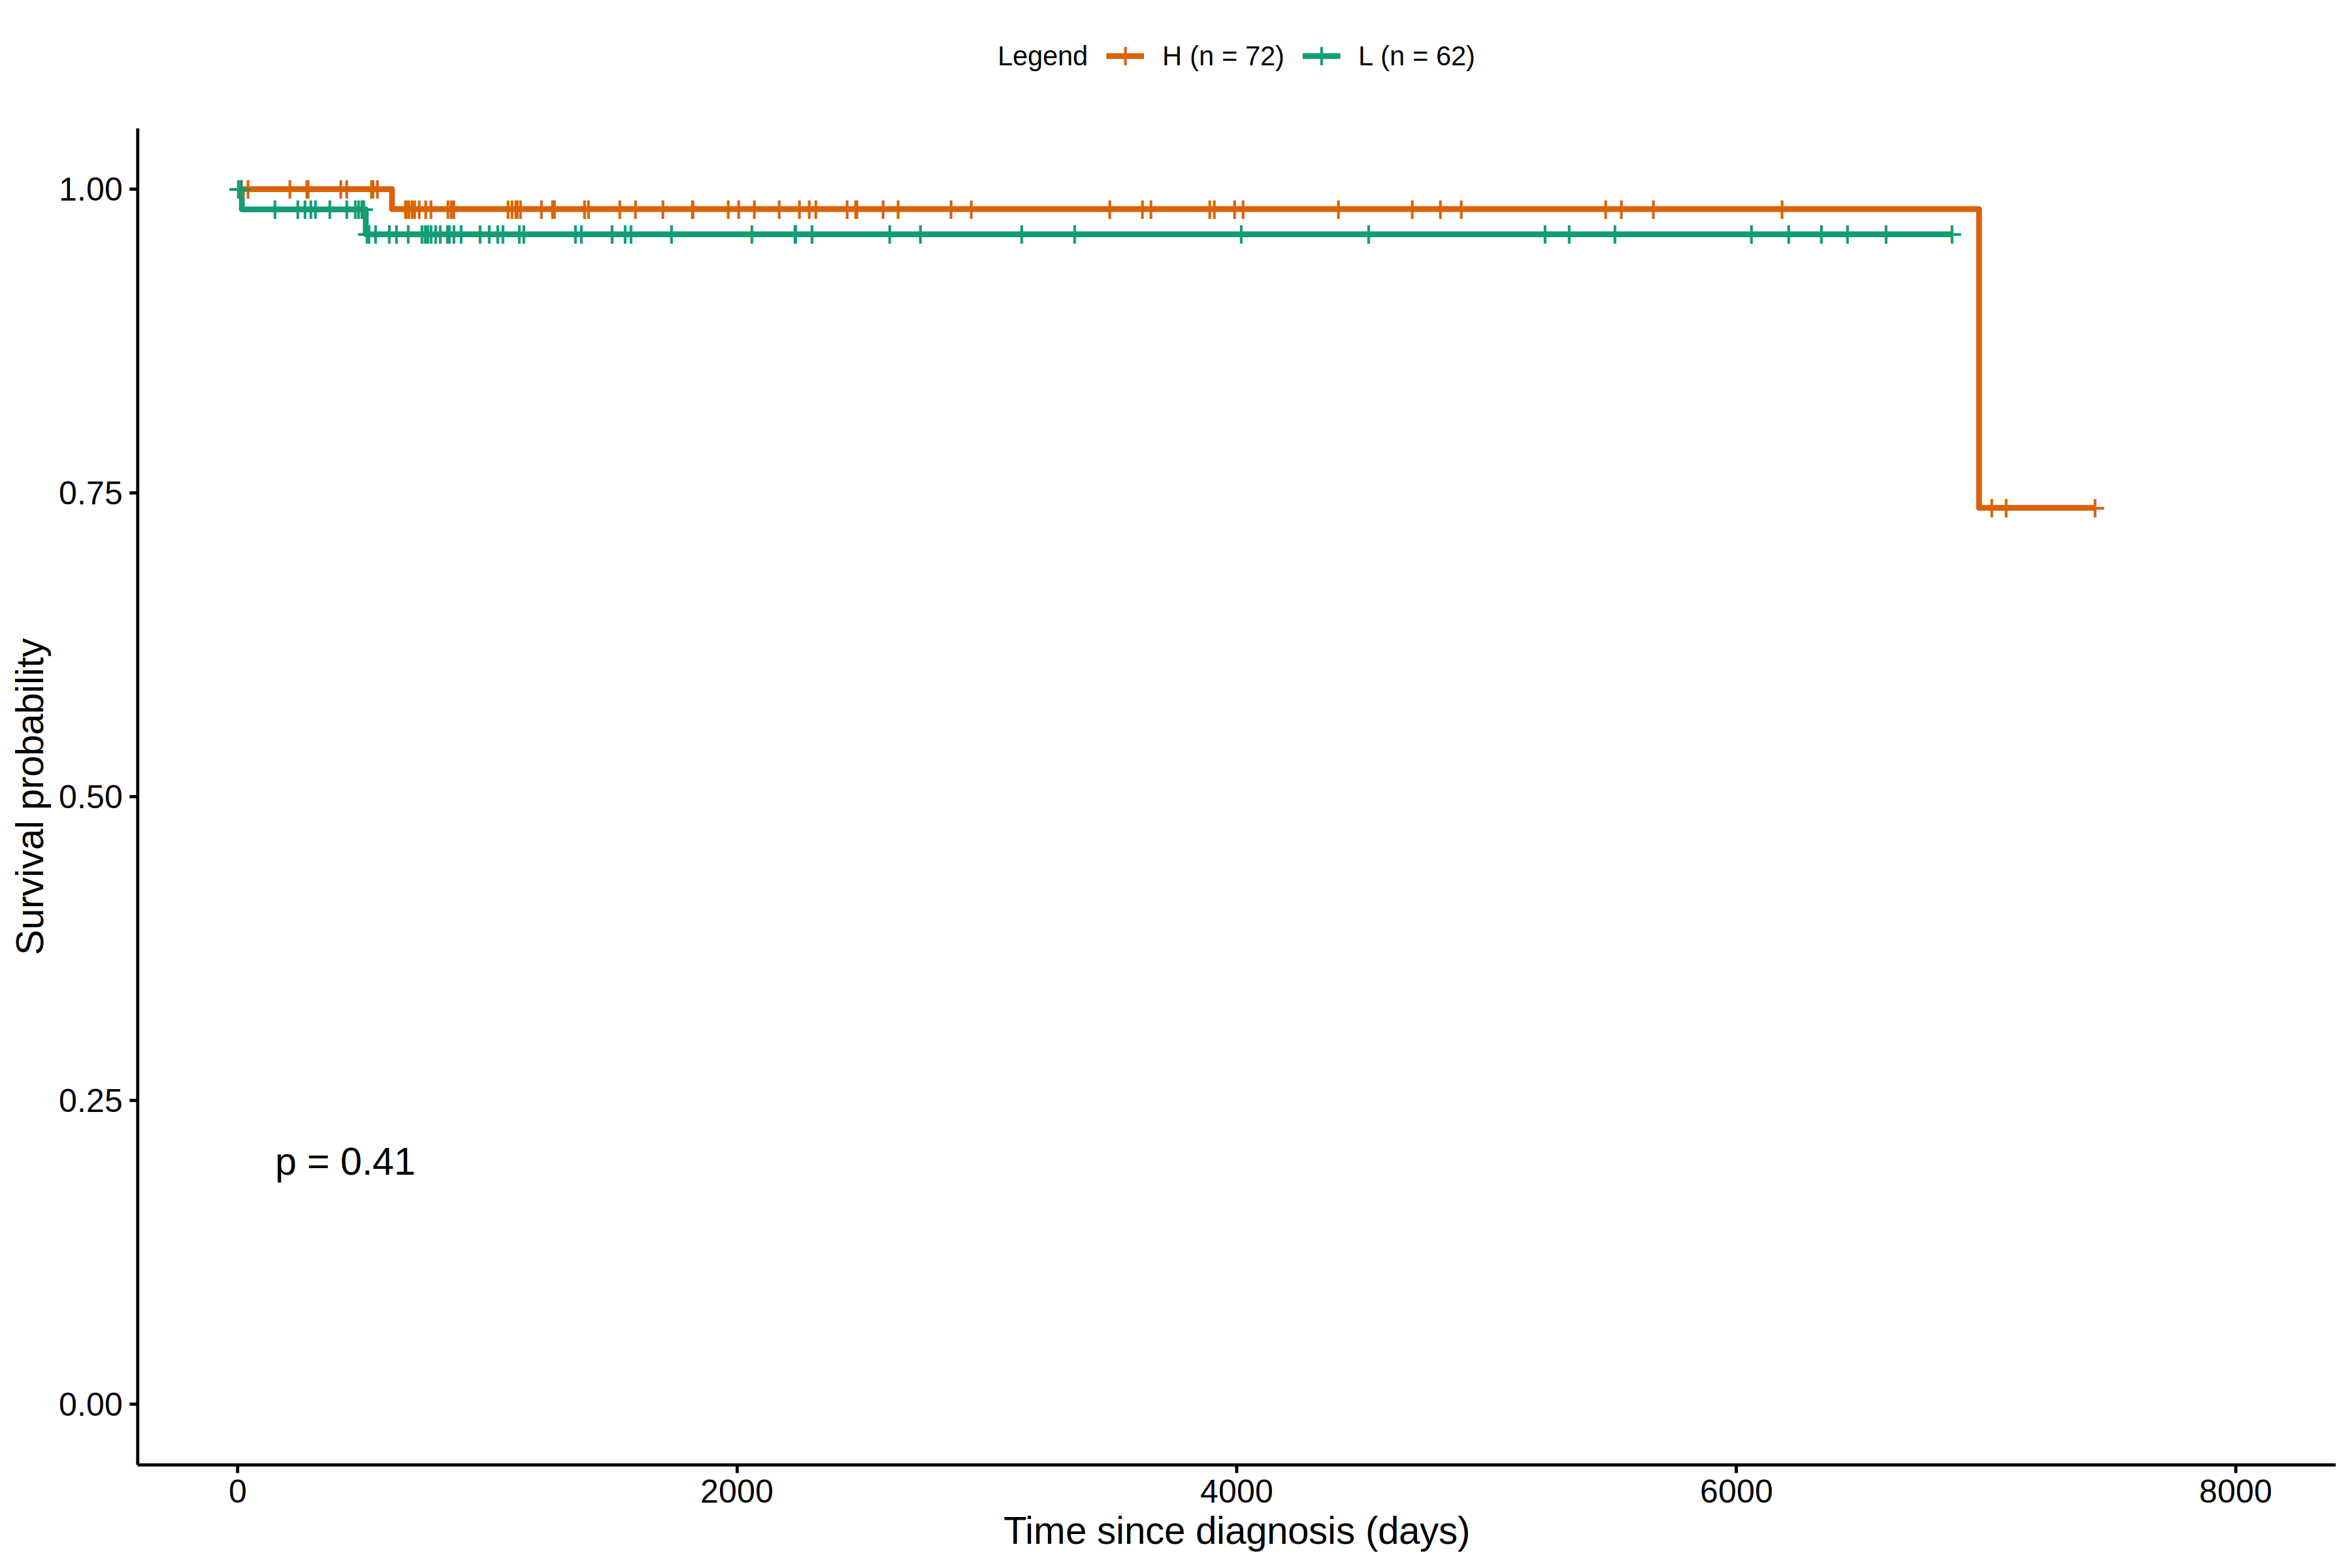 Legend H (n = 72) L (n = 62)
1.00
0.75
0.50
0.25
0.00
Survival probability
p = 0.41
0 2000 4000 6000 8000
Time since diagnosis (days)